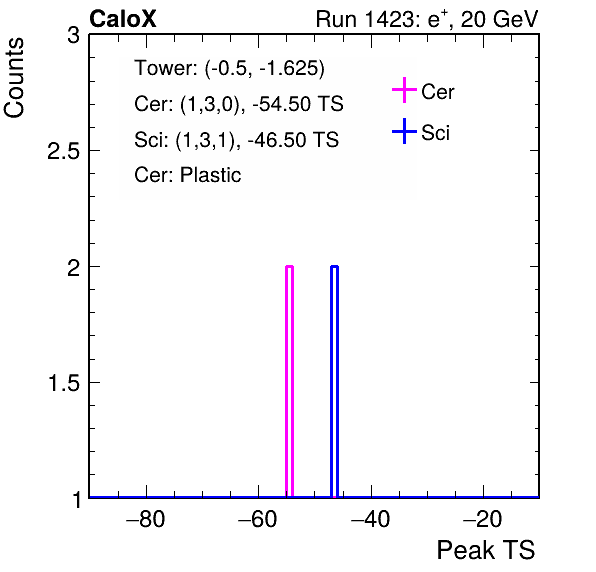 CaloX Run 1423: e+, 20 GeV
Counts
3
2.5
2
1.5
1
Tower: (-0.5, -1.625)
Cer: (1,3,0), -54.50 TS
Sci: (1,3,1), -46.50 TS
Cer: Plastic
Cer
Sci
−80 −60 −40 −20
Peak TS